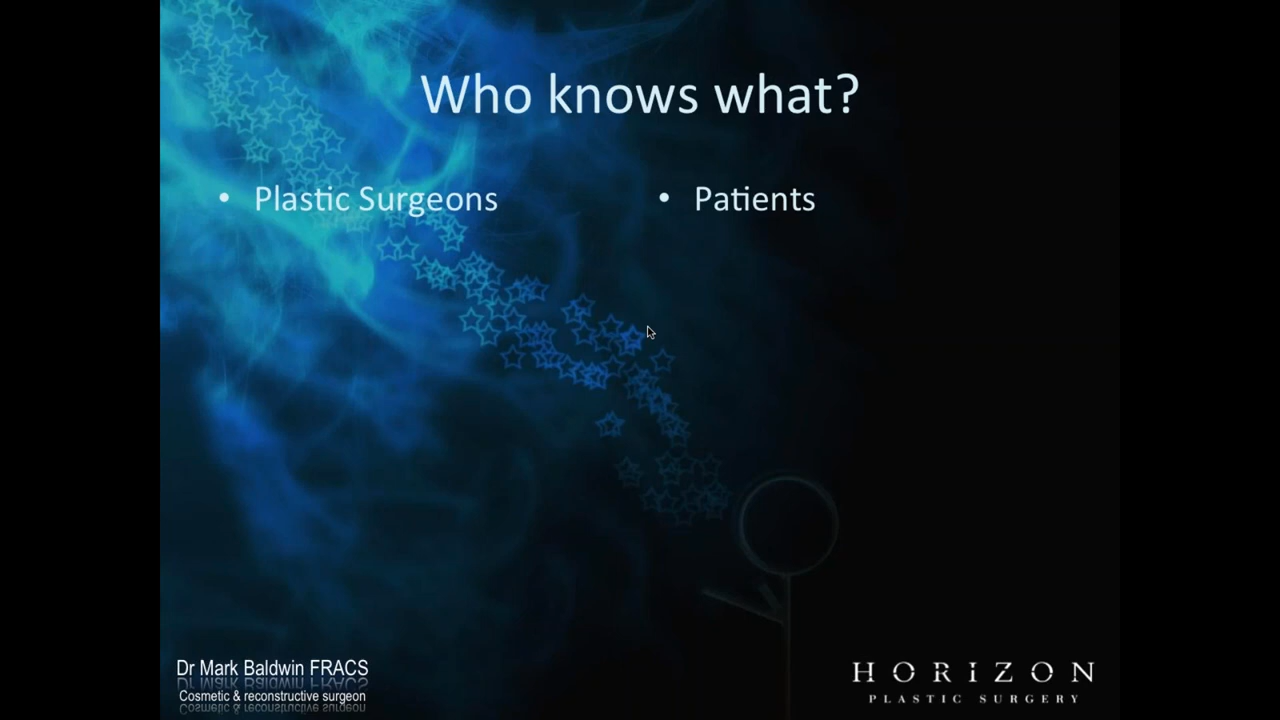 Who knows what?
• Plastic Surgeons
• Patients
Dr Mark Baldwin FRACS
Cosmetic & reconstructive surgeon
HORIZON
PLASTIC SURGERY